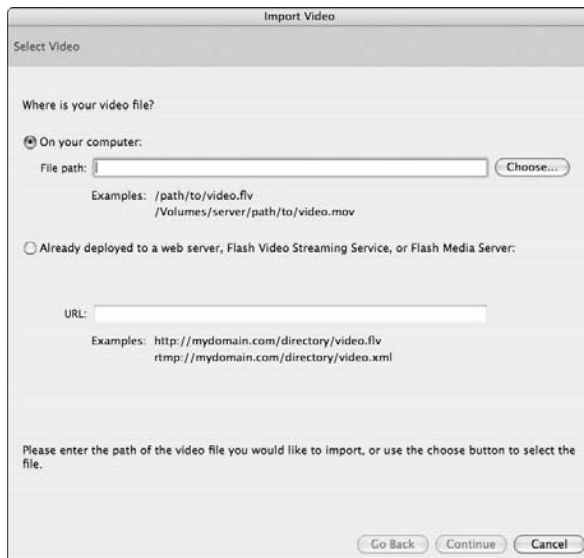 Import Video
Select Video
Where is your video file?
On your computer:
File path:
Choose...
Examples: /path/to/video.flv
/Volumes/server/path/to/video.mov
Already deployed to a web server, Flash Video Streaming Service, or Flash Media Server:
URL:
Examples: http://mydomain.com/directory/video.flv
rtmp://mydomain.com/directory/video.xml
Please enter the path of the video file you would like to import, or use the choose button to select the
file.
Go Back Continue Cancel